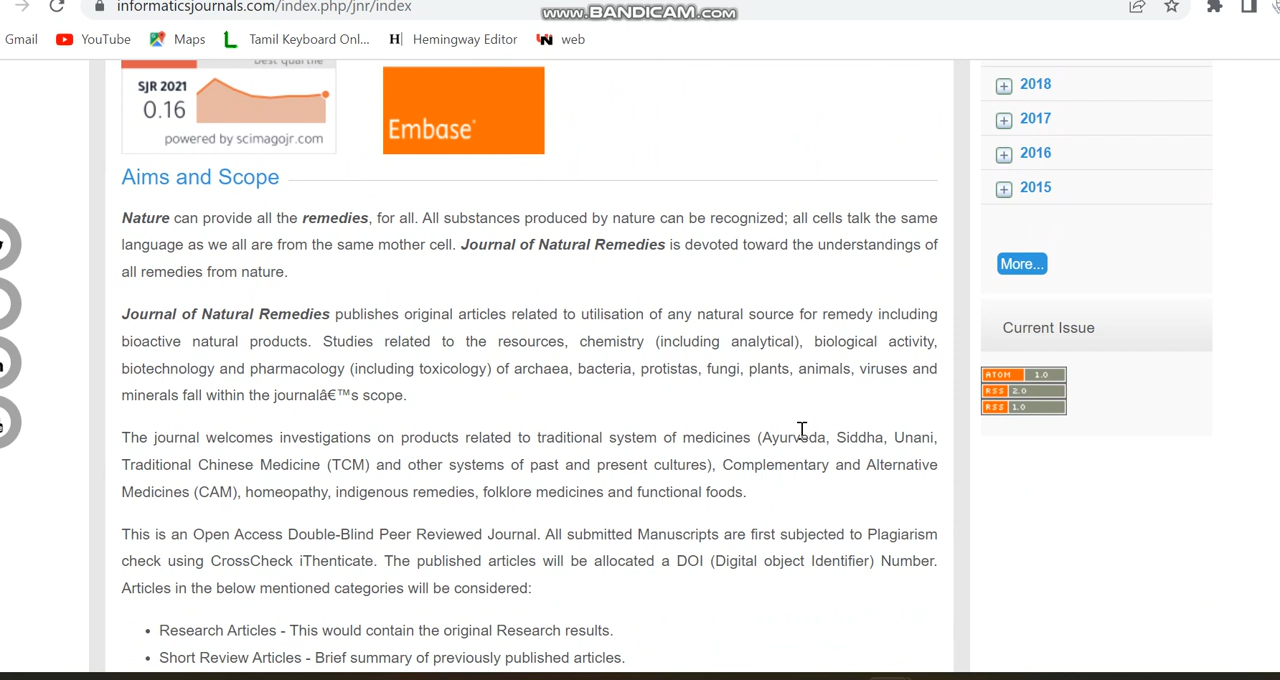 informaticsjournals.com/index.php/jnr/index
www.BANDICAM.com
Gmail YouTube Maps Tamil Keyboard Onl... Hemingway Editor web
best quartile
SJR 2021
0.16
powered by scimagojr.com
Embase
Aims and Scope
Nature can provide all the remedies, for all. All substances produced by nature can be recognized; all cells talk the same
language as we all are from the same mother cell. Journal of Natural Remedies is devoted toward the understandings of
all remedies from nature.
Journal of Natural Remedies publishes original articles related to utilisation of any natural source for remedy including
bioactive natural products. Studies related to the resources, chemistry (including analytical), biological activity,
biotechnology and pharmacology (including toxicology) of archaea, bacteria, protistas, fungi, plants, animals, viruses and
minerals fall within the journalâ€™s scope.
The journal welcomes investigations on products related to traditional system of medicines (Ayurveda, Siddha, Unani,
Traditional Chinese Medicine (TCM) and other systems of past and present cultures), Complementary and Alternative
Medicines (CAM), homeopathy, indigenous remedies, folklore medicines and functional foods.
This is an Open Access Double-Blind Peer Reviewed Journal. All submitted Manuscripts are first subjected to Plagiarism
check using CrossCheck iThenticate. The published articles will be allocated a DOI (Digital object Identifier) Number.
Articles in the below mentioned categories will be considered:
• Research Articles - This would contain the original Research results.
• Short Review Articles - Brief summary of previously published articles.
2018
2017
2016
2015
More...
Current Issue
ATOM 1.0
RSS 2.0
RSS 1.0